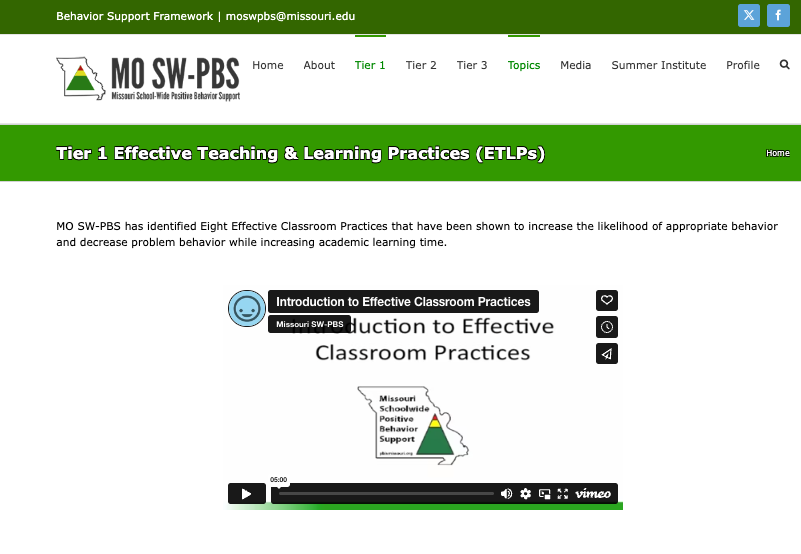 Behavior Support Framework | moswpbs@missouri.edu
MO SW-PBS
Missouri School-Wide Positive Behavior Support
Home About Tier 1 Tier 2 Tier 3 Topics Media Summer Institute Profile
Tier 1 Effective Teaching & Learning Practices (ETLPs)
Home
MO SW-PBS has identified Eight Effective Classroom Practices that have been shown to increase the likelihood of appropriate behavior
and decrease problem behavior while increasing academic learning time.
Introduction to Effective Classroom Practices
Missouri SW-PBS
Introduction to Effective
Classroom Practices
Missouri
Schoolwide
Positive
Behavior
Support
pbismissouri.org
05:00
vimeo